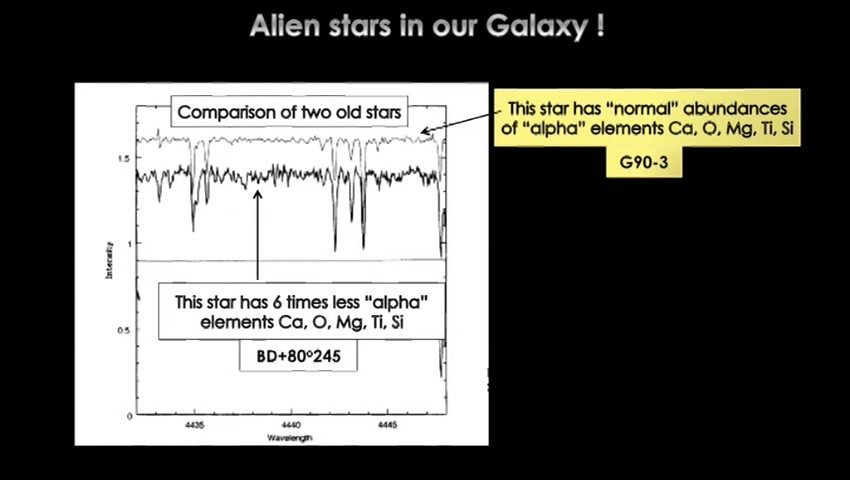 Alien stars in our Galaxy !
Comparison of two old stars
This star has “normal” abundances
of “alpha” elements Ca, O, Mg, Ti, Si
G90-3
1.5
1
Intensity
This star has 6 times less “alpha”
elements Ca, O, Mg, Ti, Si
0.5
BD+80º245
0
4435
4440
4445
Wavelength